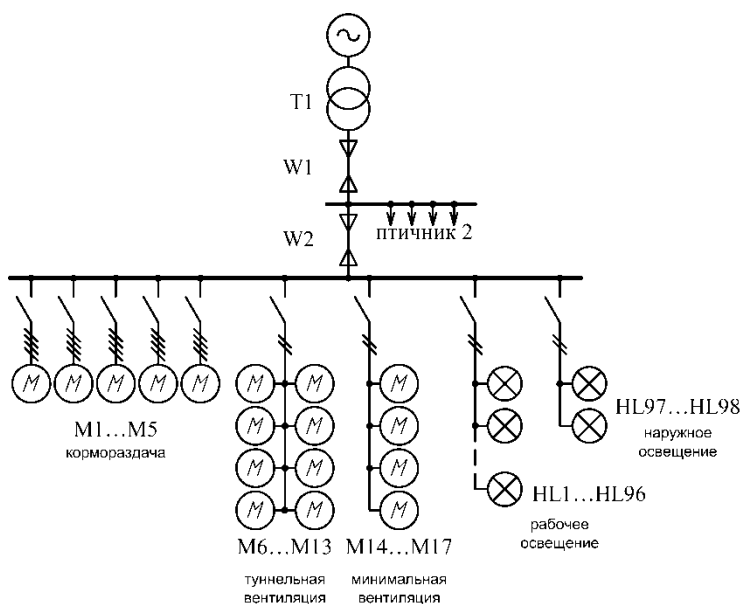 T1
W1
W2
птичник 2
M
M
M
M
M
M1...M5
кормораздача
M
M
M
M
M
M
M
M
M6...M13
туннельная
вентиляция
M
M
M
M
M14...M17
минимальная
вентиляция
HL1...HL96
рабочее
освещение
HL97...HL98
наружное
освещение